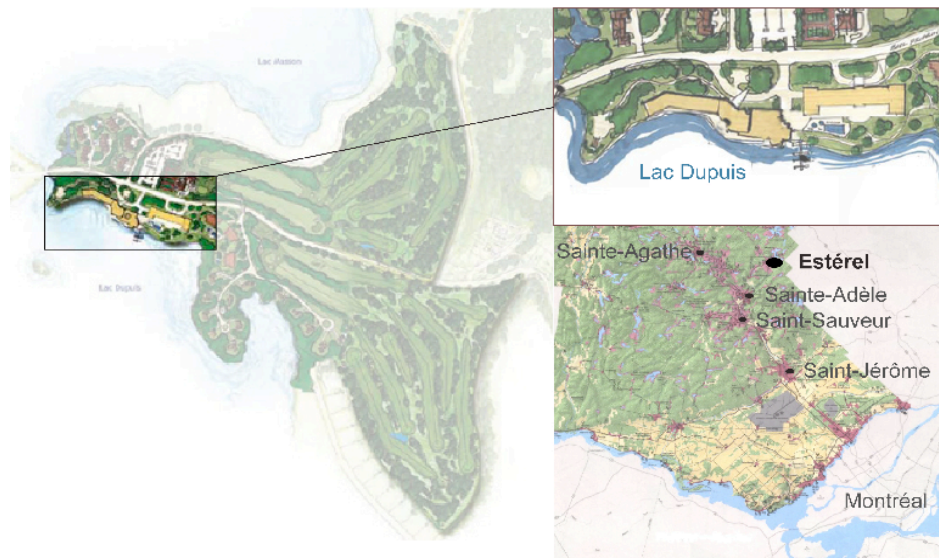 Lac Masson
Lac Dupuis
Lac Dupuis
Sainte-Agathe
Estérel
Sainte-Adèle
Saint-Sauveur
Saint-Jérôme
Montréal